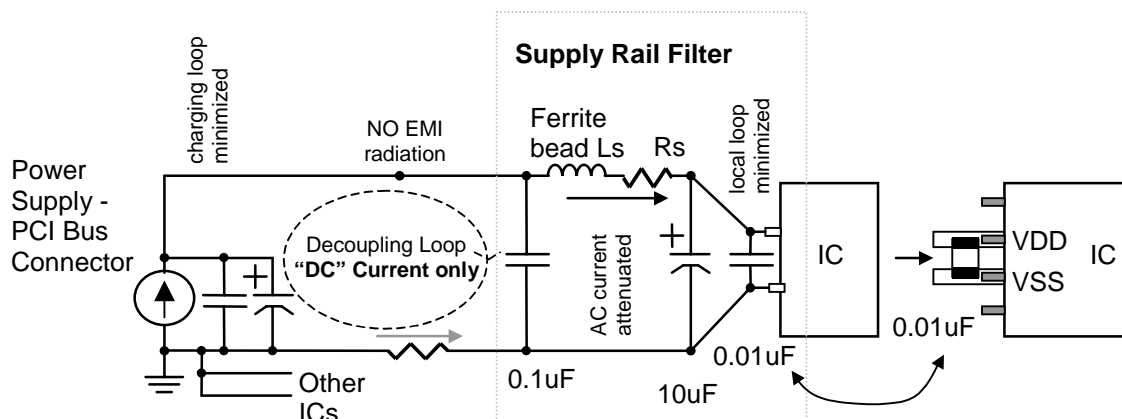 Supply Rail Filter
charging loop
minimized
NO EMI
radiation
Ferrite
bead Ls
Rs
local loop
minimized
Power
Supply -
PCI Bus
Connector
+
Decoupling Loop
“DC” Current only
AC current
attenuated
+
IC
VDD
VSS
IC
0.01uF
0.01uF
0.1uF
10uF
Other
ICs